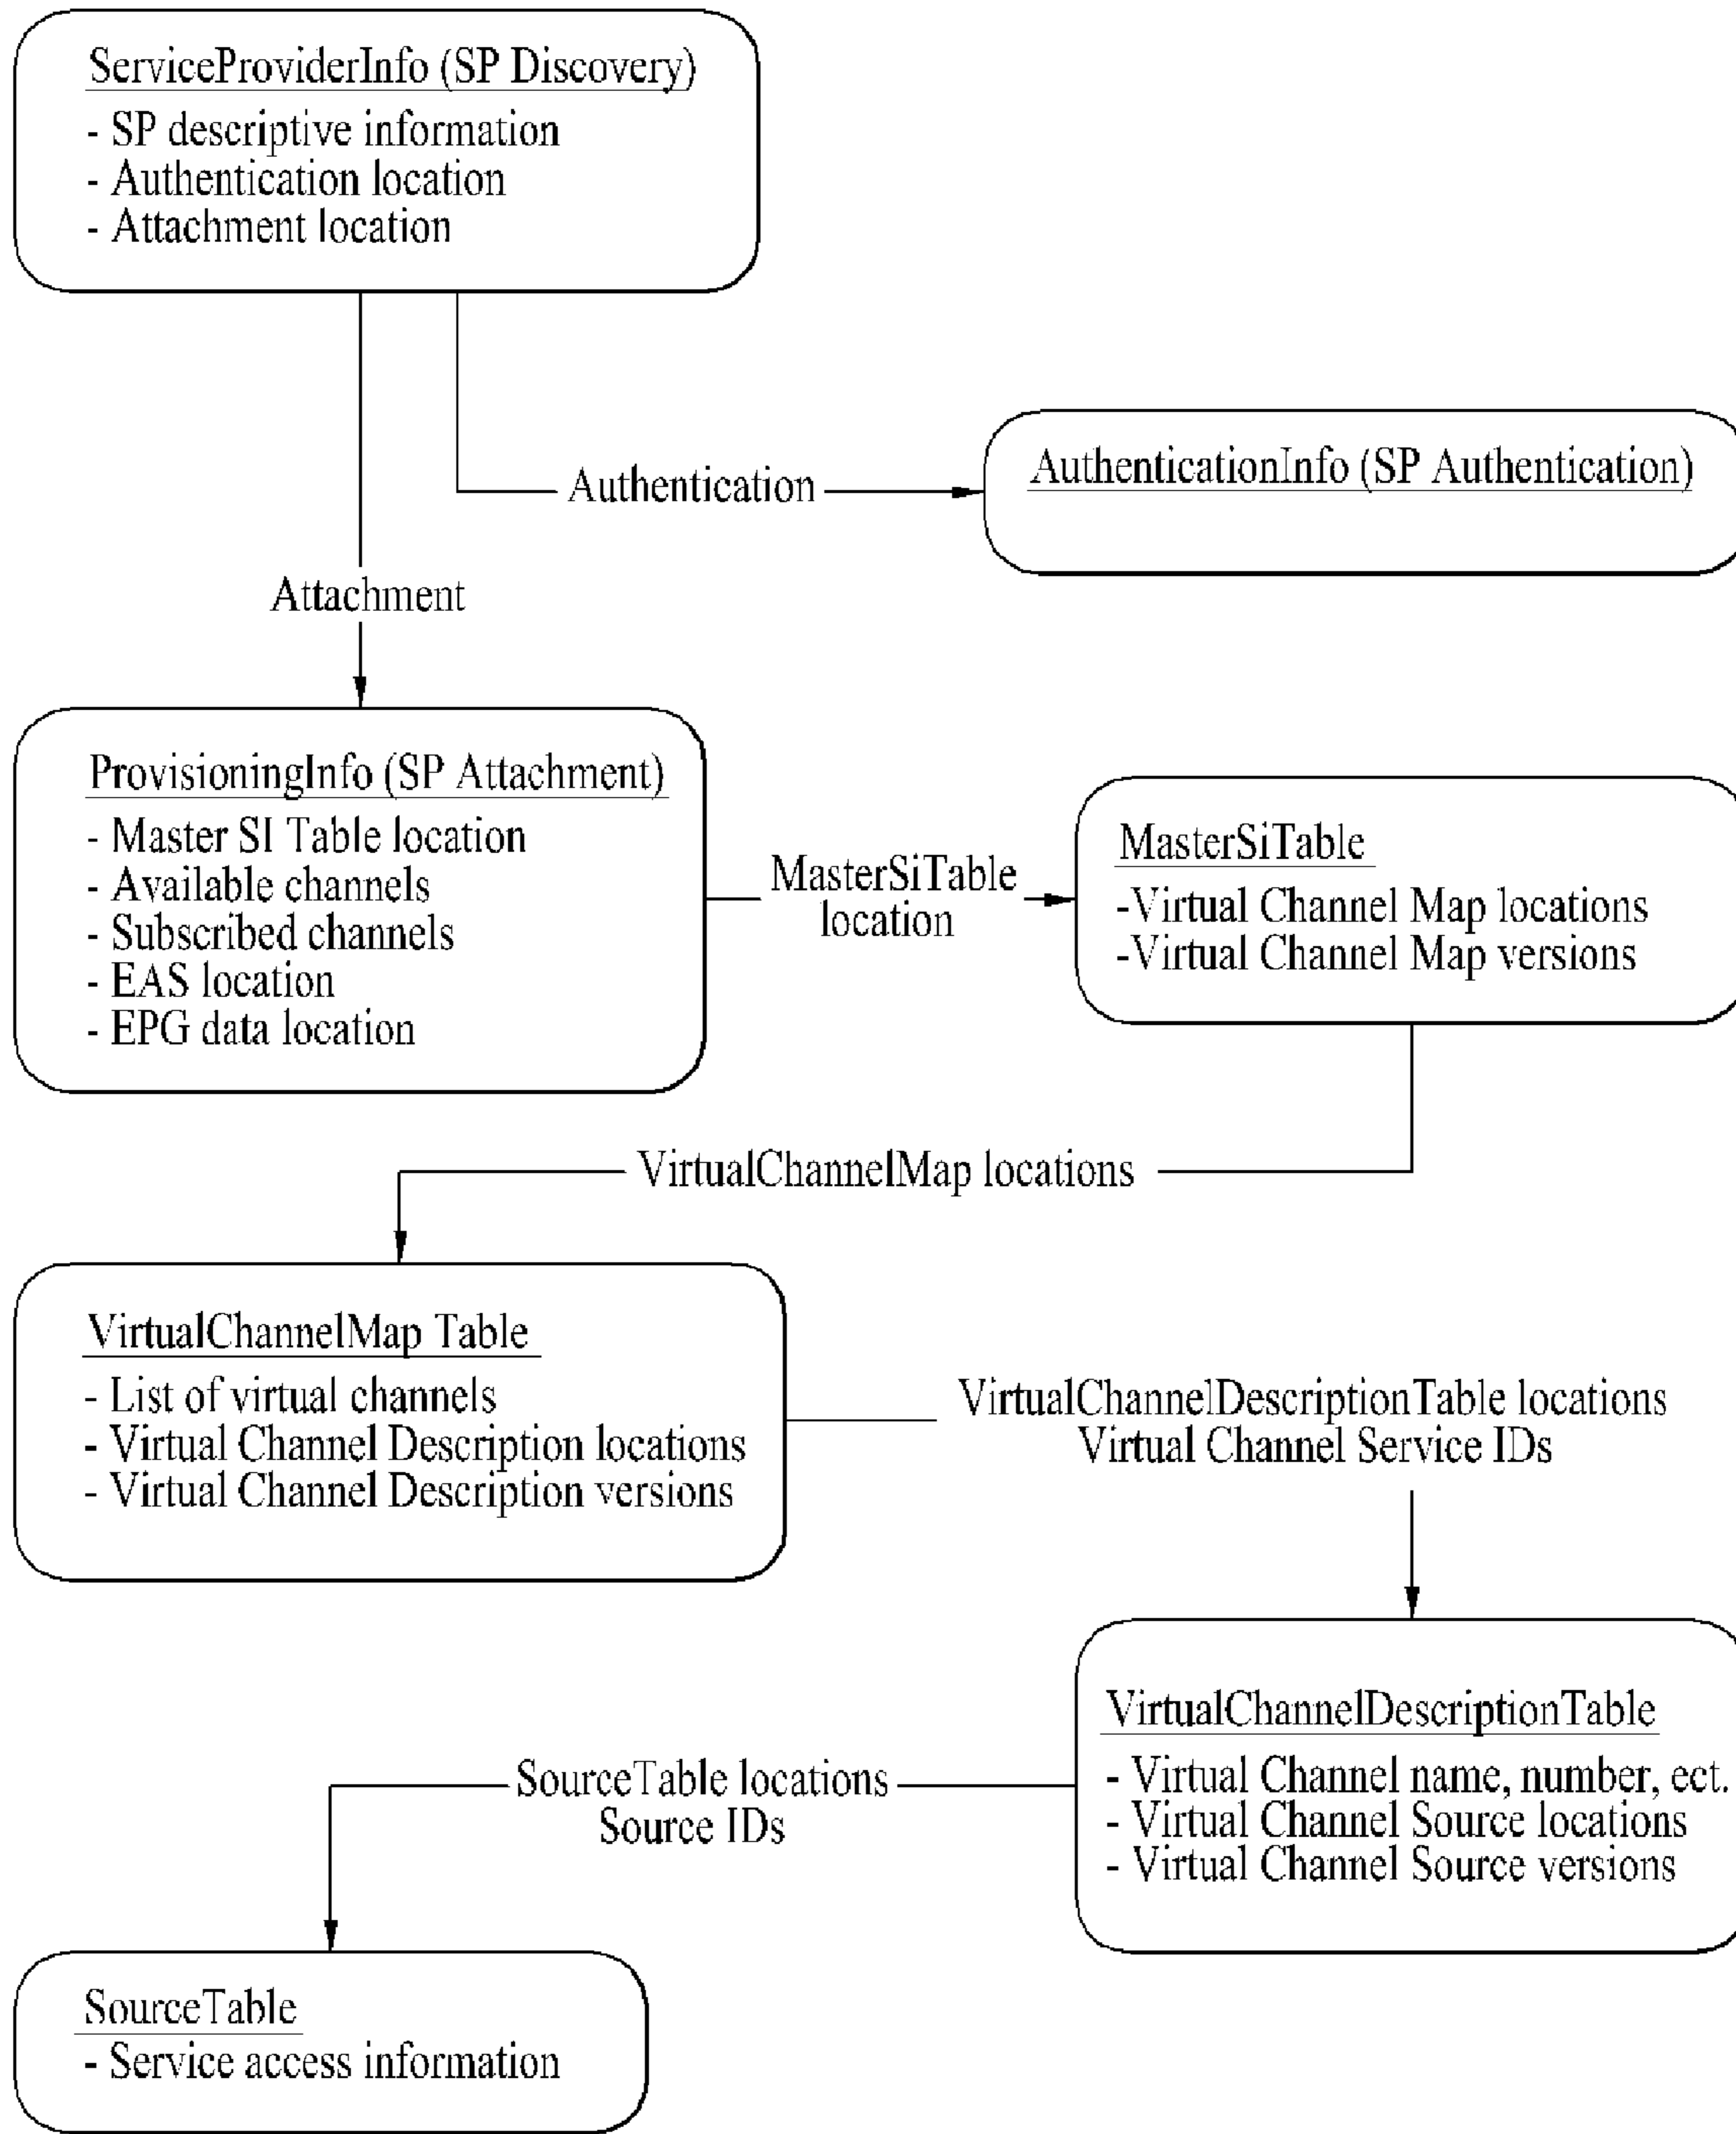 ServiceProviderInfo (SP Discovery)
- SP descriptive information
- Authentication location
- Attachment location
Authentication
AuthenticationInfo (SP Authentication)
Attachment
ProvisioningInfo (SP Attachment)
- Master SI Table location
- Available channels
- Subscribed channels
- EAS location
- EPG data location
MasterSiTable
location
MasterSiTable
-Virtual Channel Map locations
-Virtual Channel Map versions
VirtualChannelMap locations
VirtualChannelMap Table
- List of virtual channels
- Virtual Channel Description locations
- Virtual Channel Description versions
VirtualChannelDescriptionTable locations
Virtual Channel Service IDs
VirtualChannelDescriptionTable
- Virtual Channel name, number, ect.
- Virtual Channel Source locations
- Virtual Channel Source versions
SourceTable locations
Source IDs
SourceTable
- Service access information